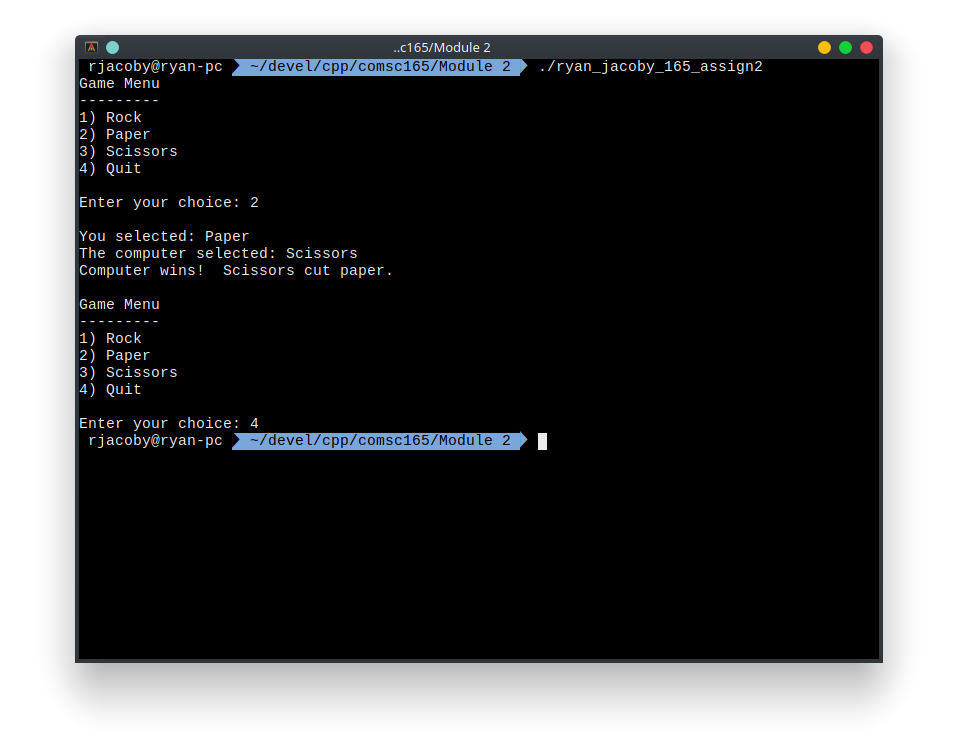 ..c165/Module 2
rjacoby@ryan-pc ~/devel/cpp/comsc165/Module 2 ./ryan_jacoby_165_assign2
Game Menu
---------
1) Rock
2) Paper
3) Scissors
4) Quit
Enter your choice: 2
You selected: Paper
The computer selected: Scissors
Computer wins!  Scissors cut paper.
Game Menu
---------
1) Rock
2) Paper
3) Scissors
4) Quit
Enter your choice: 4
rjacoby@ryan-pc ~/devel/cpp/comsc165/Module 2